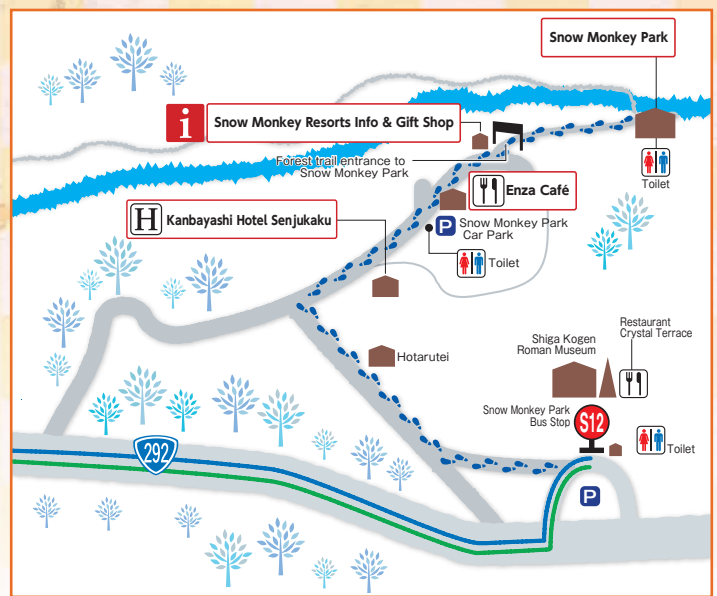 Snow Monkey Park
i
Snow Monkey Resorts Info & Gift Shop
Forest trail entrance to
Snow Monkey Park
Toilet
Enza Café
H
Kanbayashi Hotel Senjukaku
P
Snow Monkey Park
Car Park
Toilet
Hotarutei
Restaurant
Crystal Terrace
Shiga Kogen
Roman Museum
Snow Monkey Park
Bus Stop
S12
Toilet
292
P